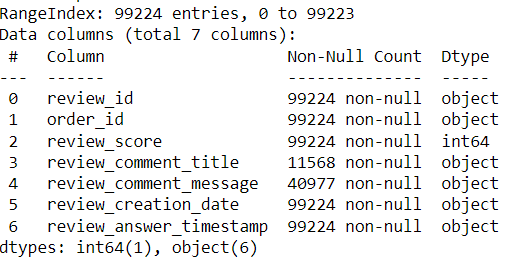 RangeIndex: 99224 entries, 0 to 99223
Data columns (total 7 columns):
 #   Column                   Non-Null Count  Dtype
---  ------                   --------------  -----
 0   review_id                99224 non-null  object
 1   order_id                 99224 non-null  object
 2   review_score             99224 non-null  int64
 3   review_comment_title     11568 non-null  object
 4   review_comment_message   40977 non-null  object
 5   review_creation_date     99224 non-null  object
 6   review_answer_timestamp  99224 non-null  object
dtypes: int64(1), object(6)